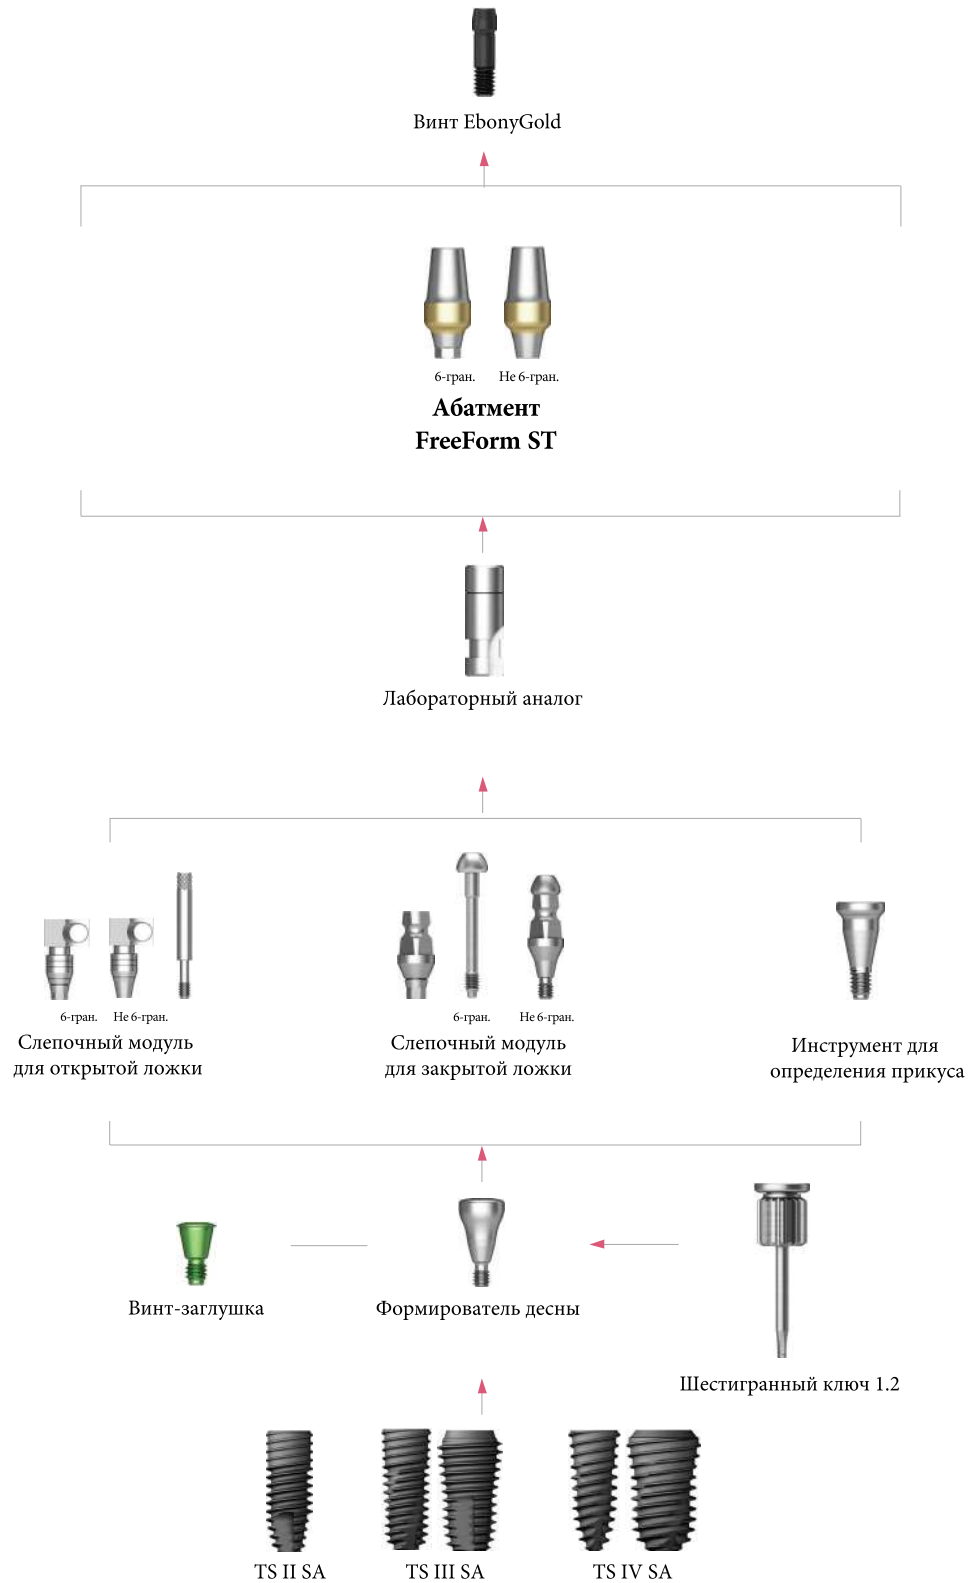 Винт EbonyGold
6-гран.
Не 6-гран.
Абатмент
FreeForm ST
Лабораторный аналог
6-гран.
Не 6-гран.
Слепочный модуль
для открытой ложки
6-гран.
Не 6-гран.
Слепочный модуль
для закрытой ложки
Инструмент для
определения прикуса
Винт-заглушка
Формирователь десны
Шестигранный ключ 1.2
TS II SA
TS III SA
TS IV SA